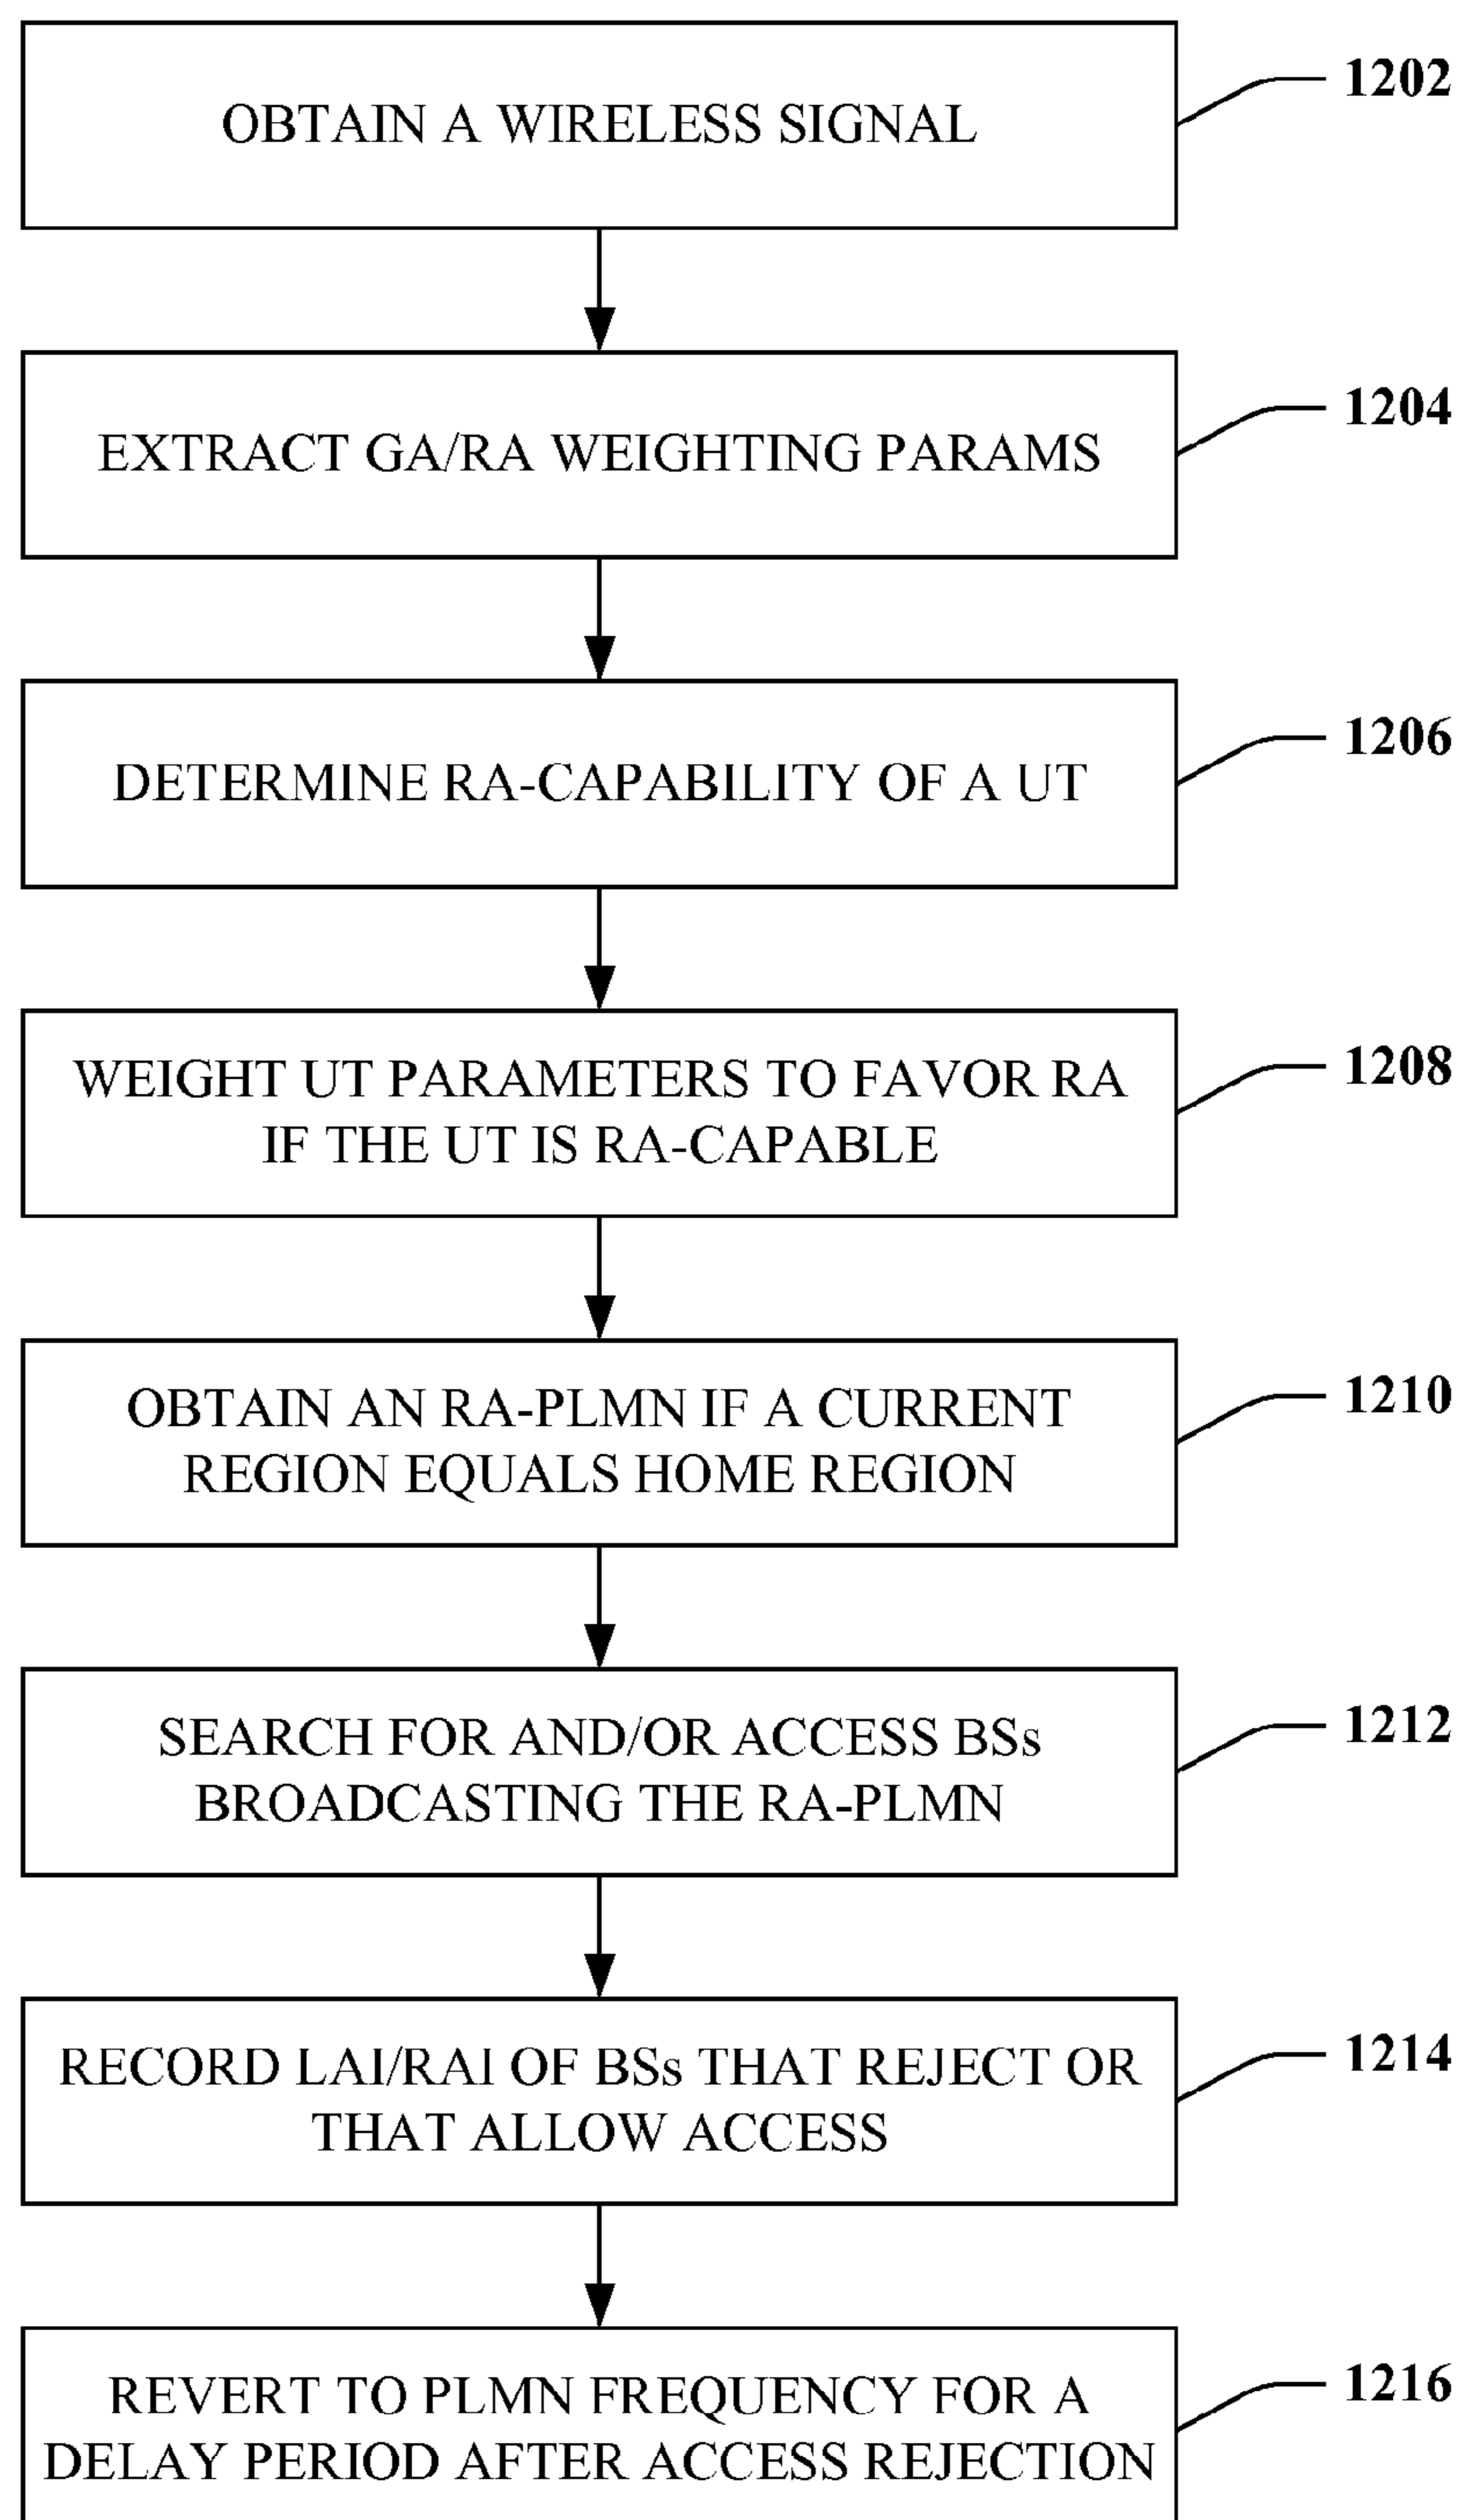 OBTAIN A WIRELESS SIGNAL
1202
EXTRACT GA/RA WEIGHTING PARAMS
1204
DETERMINE RA-CAPABILITY OF A UT
1206
WEIGHT UT PARAMETERS TO FAVOR RA
IF THE UT IS RA-CAPABLE
1208
OBTAIN AN RA-PLMN IF A CURRENT
REGION EQUALS HOME REGION
1210
SEARCH FOR AND/OR ACCESS BSs
BROADCASTING THE RA-PLMN
1212
RECORD LAI/RAI OF BSs THAT REJECT OR
THAT ALLOW ACCESS
1214
REVERT TO PLMN FREQUENCY FOR A
DELAY PERIOD AFTER ACCESS REJECTION
1216